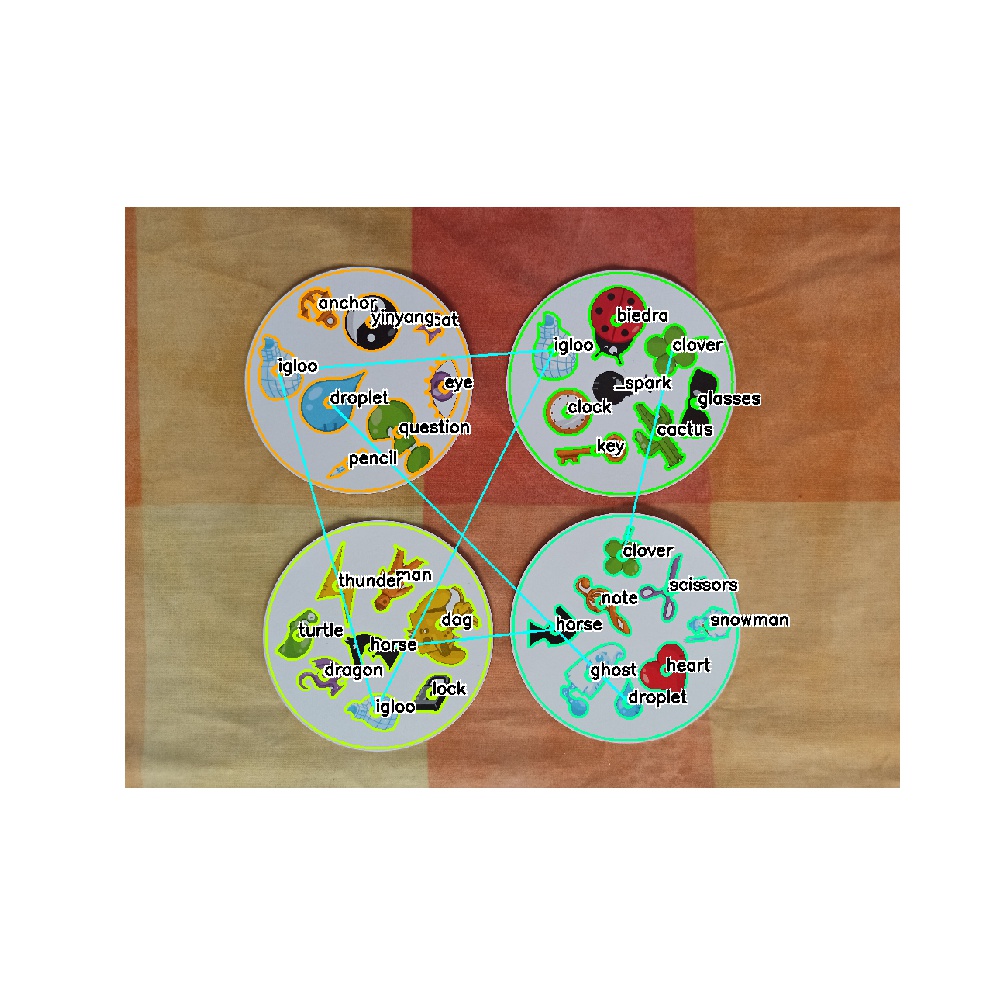 anchor
yinyang
cat
igloo
droplet
eye
question
pencil
biedra
igloo
clover
_spark
glasses
clock
cactus
key
thunder
man
dog
turtle
horse
dragon
lock
igloo
clover
scissors
note
snowman
horse
ghost
heart
droplet